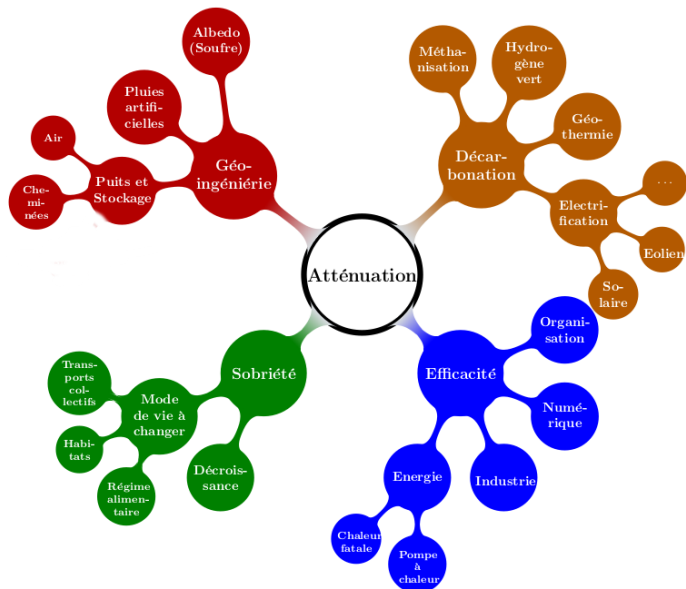 Albedo
(Soufre)
Pluies
artifi-
cielles
Air
Puits et
Stockage
Che-
mi-
nées
Géo-
ingéniérie
Métha-
nisation
Hydro-
gène
vert
Géo-
thermie
Décar-
bonation
Electri-
fication
...
Eolien
So-
laire
Atténuation
Sobriété
Mode
de vie à
changer
Trans-
ports
col-
lectifs
Habi-
tats
Régime
alimen-
taire
Décrois-
sance
Efficacité
Organi-
sation
Numé-
rique
Industrie
Energie
Chaleur
fatale
Pompe
à
chaleur